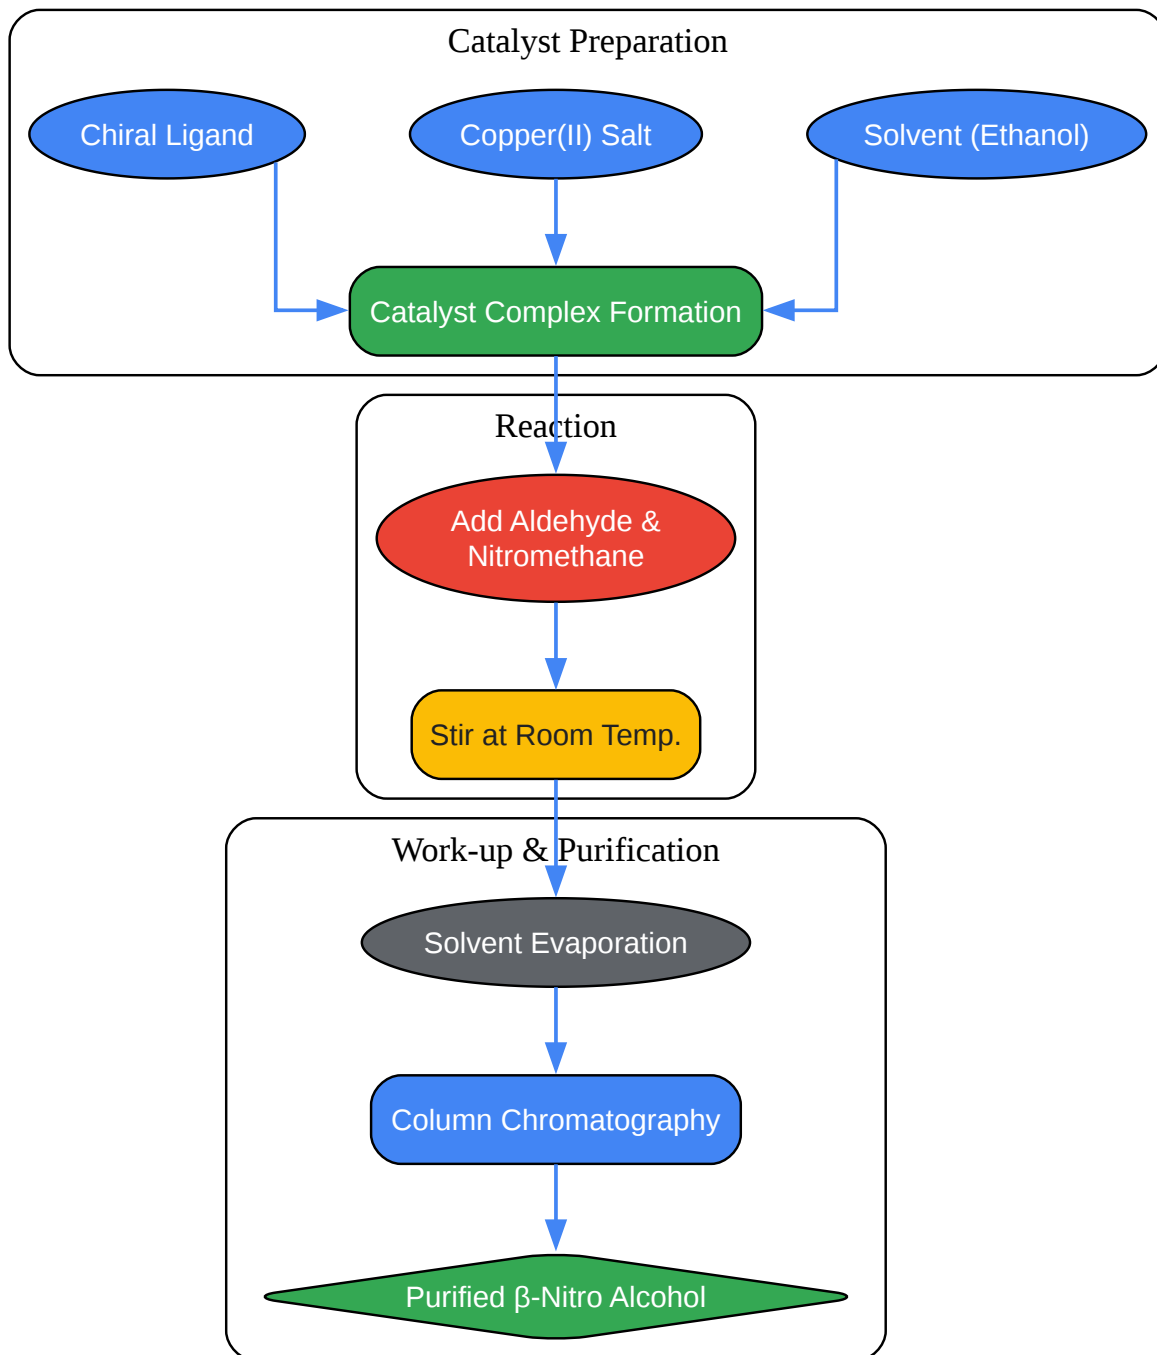 Catalyst Preparation
Chiral Ligand
Copper(II) Salt
Solvent (Ethanol)
Catalyst Complex Formation
Reaction
Add Aldehyde &
Nitromethane
Stir at Room Temp.
Work-up & Purification
Solvent Evaporation
Column Chromatography
Purified β-Nitro Alcohol